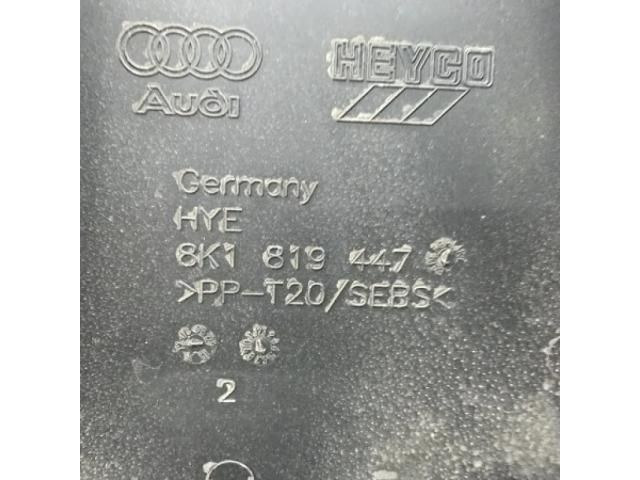 Audi HEYCO
Germany
HYE
8K1 819 447
>PP-T20/SEBS<
2